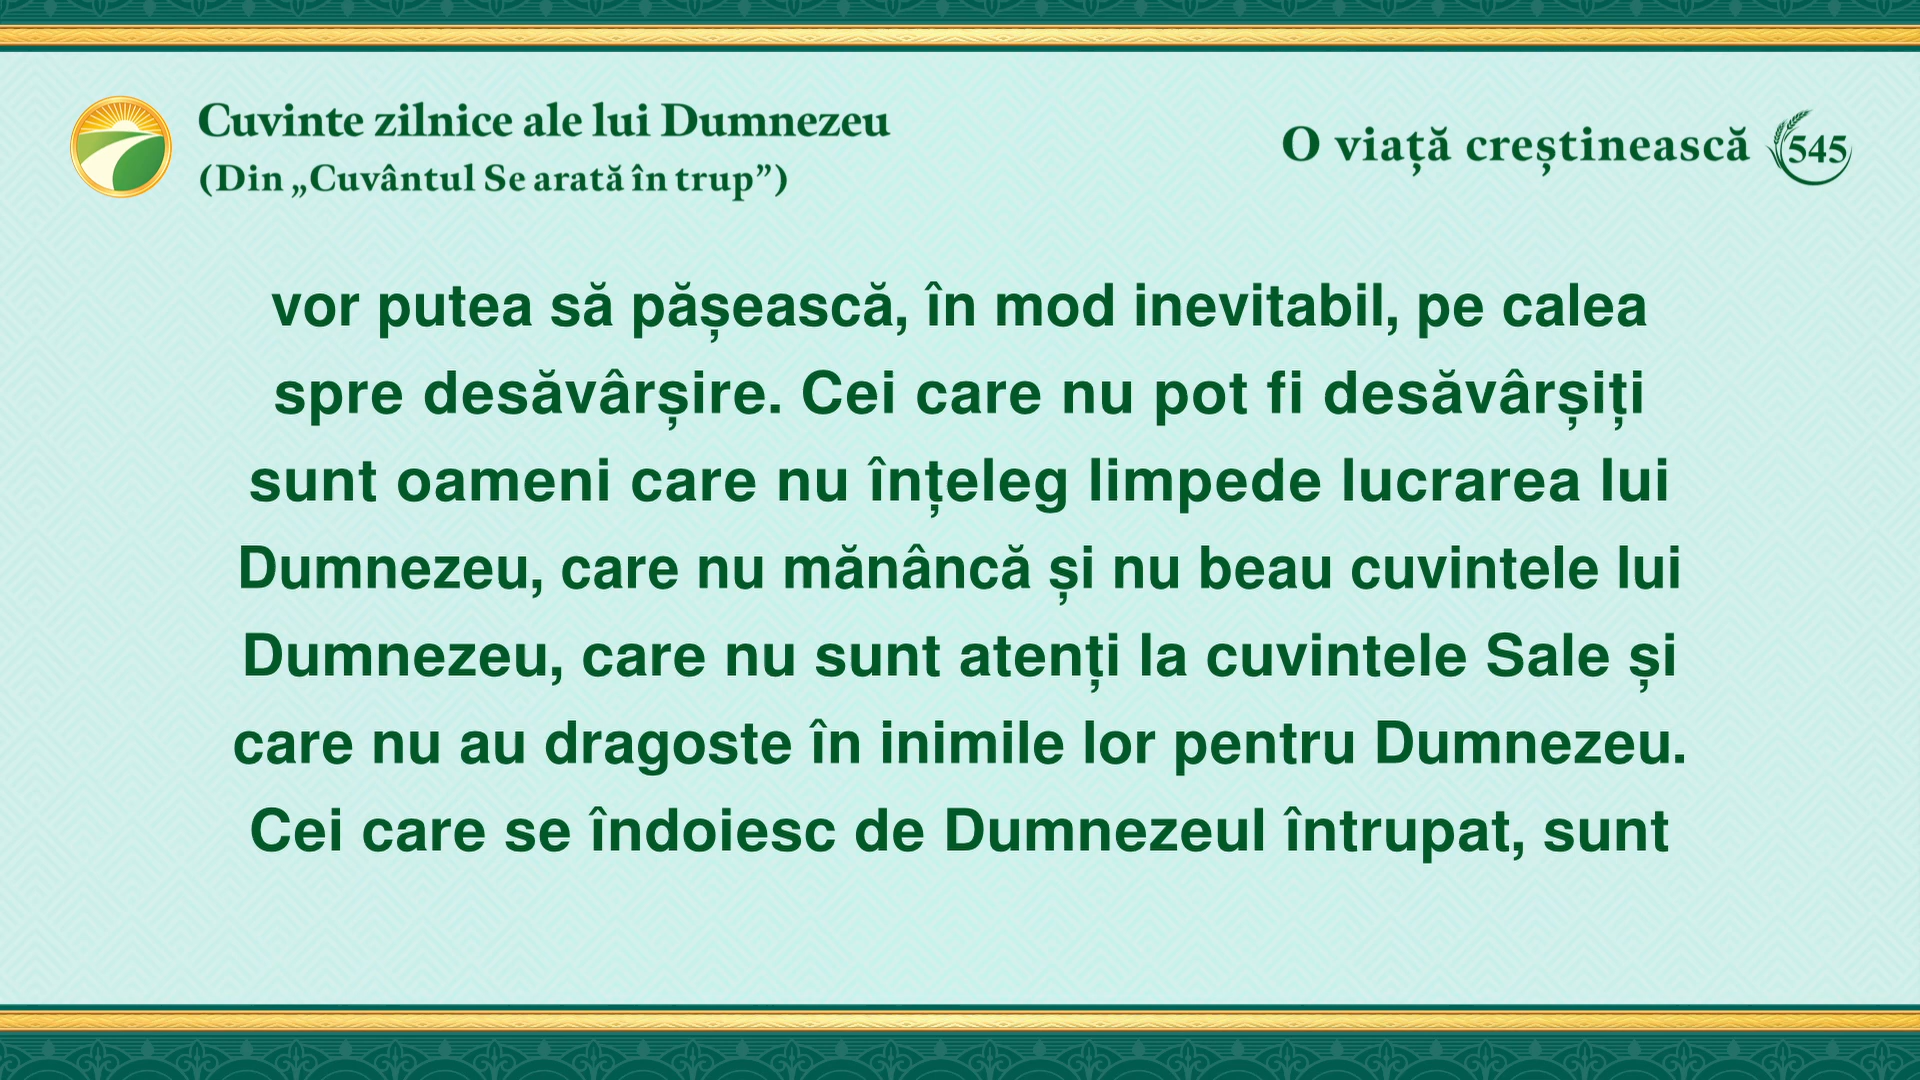 Cuvinte zilnice ale lui Dumnezeu
(Din „Cuvântul Se arată în trup”)
O viață creștinească 545
vor putea să pășească, în mod inevitabil, pe calea
spre desăvârșire. Cei care nu pot fi desăvârșiți
sunt oameni care nu înțeleg limpede lucrarea lui
Dumnezeu, care nu mănâncă și nu beau cuvintele lui
Dumnezeu, care nu sunt atenți la cuvintele Sale și
care nu au dragoste în inimile lor pentru Dumnezeu.
Cei care se îndoiesc de Dumnezeul întrupat, sunt